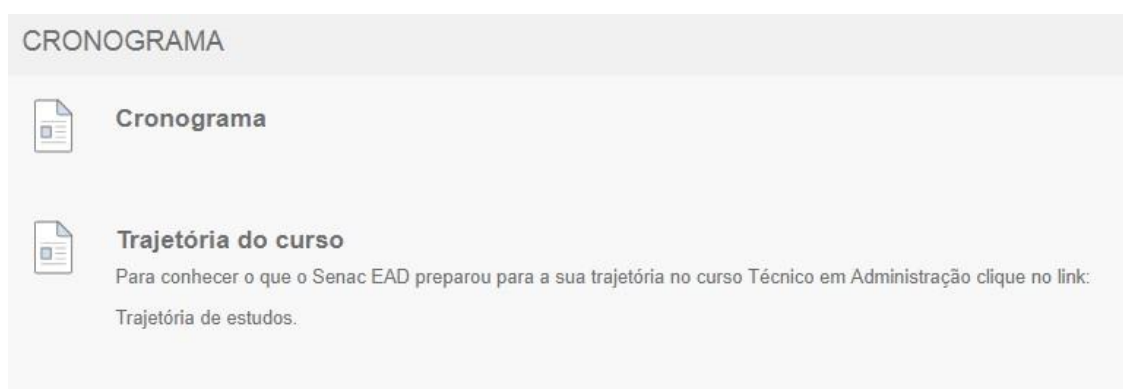 CRONOGRAMA
Cronograma
Trajetória do curso
Para conhecer o que o Senac EAD preparou para a sua trajetória no curso Técnico em Administração clique no link:
Trajetória de estudos.